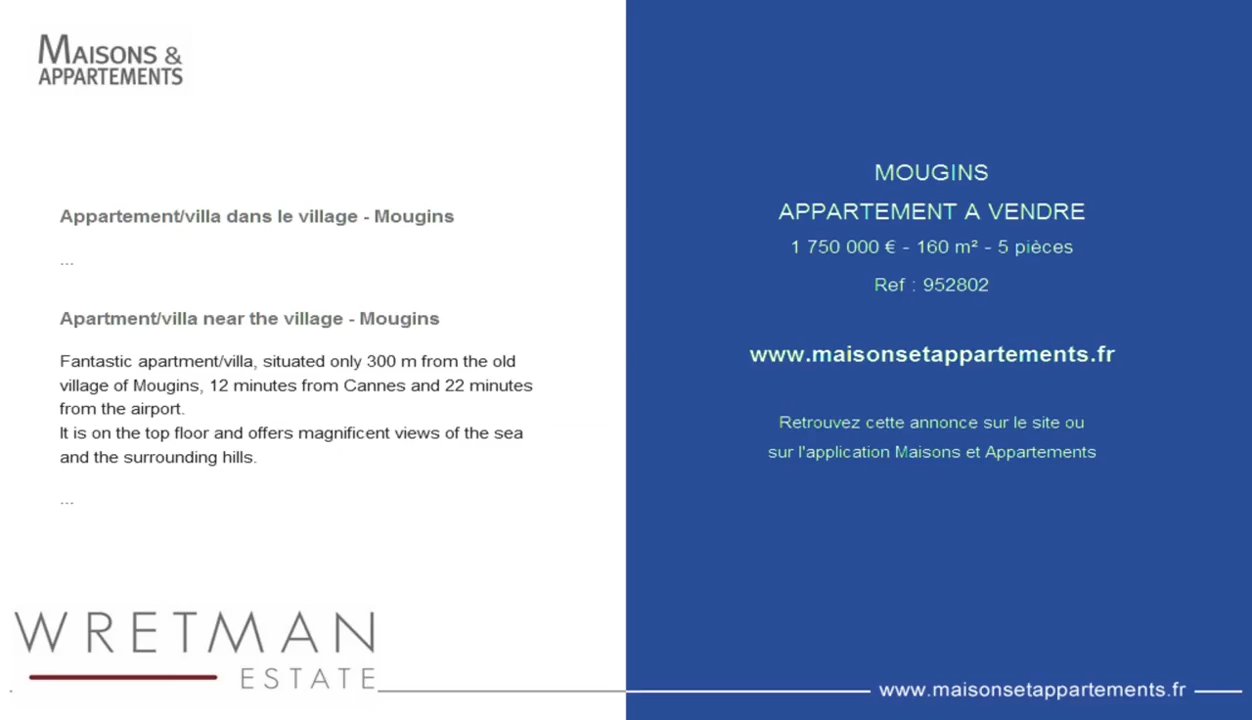 MAISONS &
APPARTEMENTS
Appartement/villa dans le village - Mougins
...
Apartment/villa near the village - Mougins
Fantastic apartment/villa, situated only 300 m from the old
village of Mougins, 12 minutes from Cannes and 22 minutes
from the airport.
It is on the top floor and offers magnificent views of the sea
and the surrounding hills.
...
WRETMAN
ESTATE
MOUGINS
APPARTEMENT A VENDRE
1 750 000 € - 160 m² - 5 pièces
Ref : 952802
www.maisonsetappartements.fr
Retrouvez cette annonce sur le site ou
sur l'application Maisons et Appartements
www.maisonsetappartements.fr